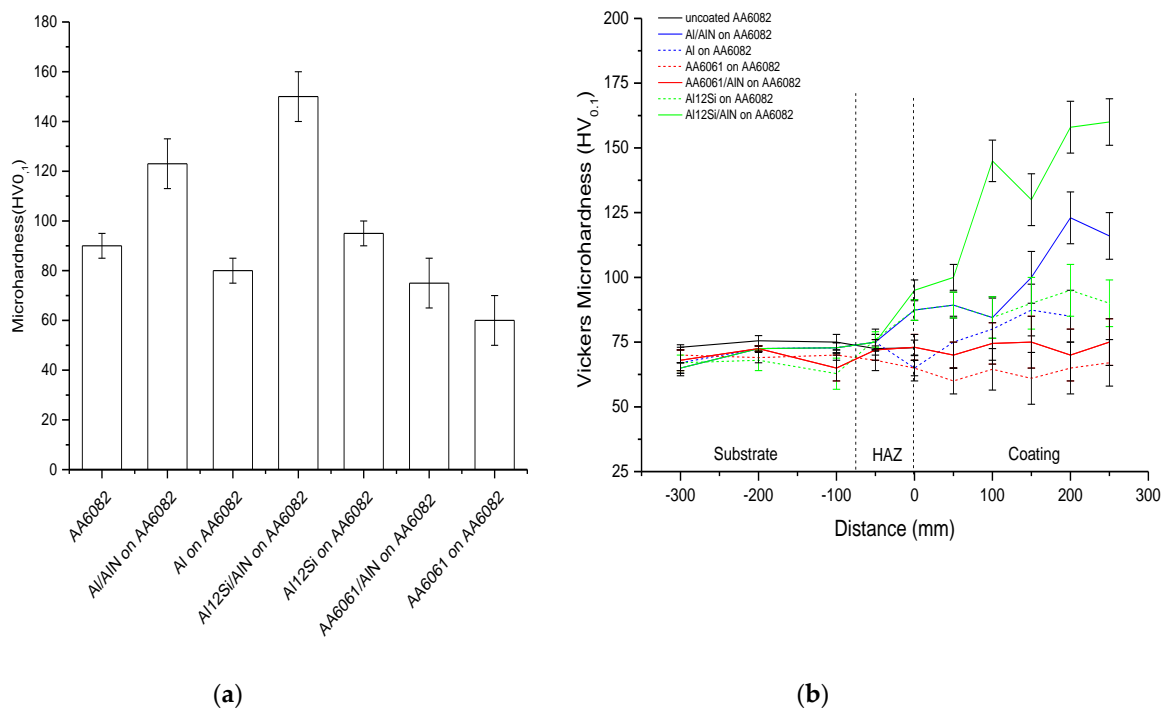 180
160
140
120
100
80
60
40
20
0
Microhardness(HV0.1)
AA6082
Al/AlN on AA6082
Al on AA6082
Al12Si/AlN on AA6082
Al12Si on AA6082
AA6061/AlN on AA6082
AA6061 on AA6082
(a)
200
175
150
125
100
75
50
25
Vickers Microhardness (HV0.1)
uncoated AA6082
Al/AlN on AA6082
Al on AA6082
AA6061 on AA6082
AA6061/AlN on AA6082
Al12Si on AA6082
Al12Si/AlN on AA6082
Substrate HAZ Coating
-300 -200 -100 0 100 200 300
Distance (mm)
(b)